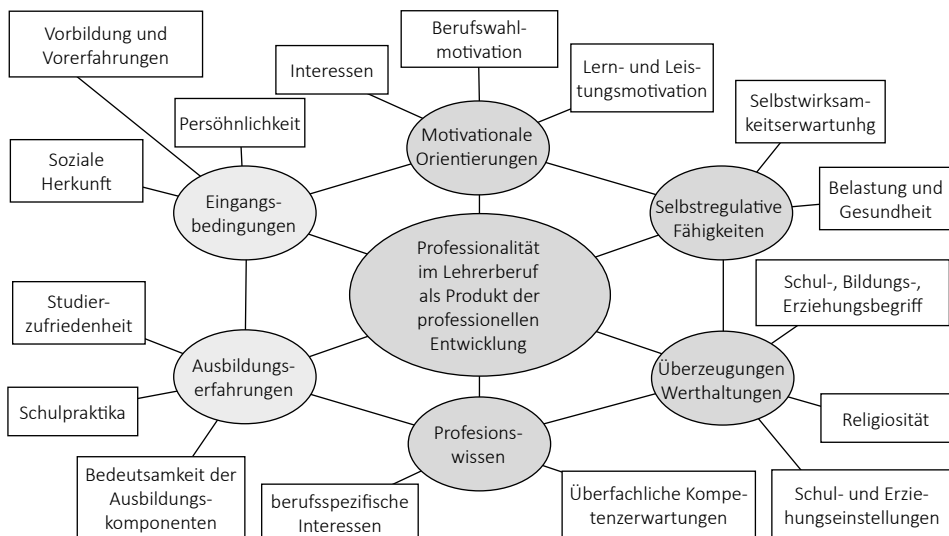 Vorbildung und
Vorerfahrungen
Berufswahl-
motivation
Interessen
Lern- und Leis-
tungsmotivation
Persöhnlichkeit
Selbstwirksam-
keitserwartunhg
Soziale
Herkunft
Motivationale
Orientierungen
Eingangs-
bedingungen
Selbstregulative
Fähigkeiten
Belastung und
Gesundheit
Professionalität
im Lehrerberuf
als Produkt der
professionellen
Entwicklung
Schul-, Bildungs-,
Erziehungsbegriff
Studier-
zufriedenheit
Ausbildungs-
erfahrungen
Überzeugungen
Werthaltungen
Schulpraktika
Religiosität
Profesions-
wissen
Bedeutsamkeit der
Ausbildungs-
komponenten
berufsspezifische
Interessen
Überfachliche Kompe-
tenzerwartungen
Schul- und Erzie-
hungseinstellungen